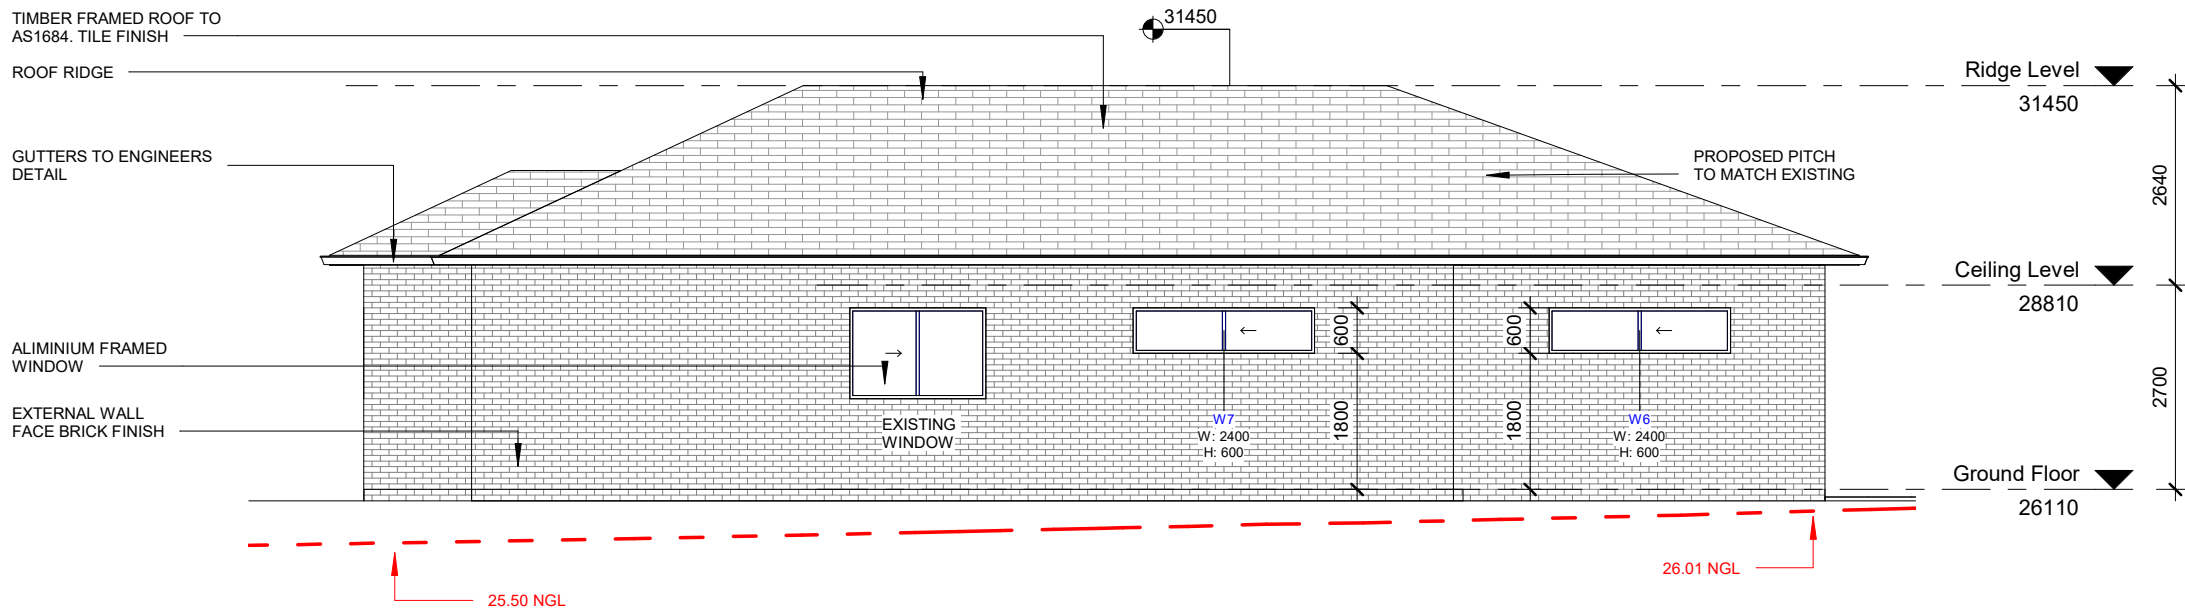 TIMBER FRAMED ROOF TO
AS1684. TILE FINISH
ROOF RIDGE
GUTTERS TO ENGINEERS
DETAIL
ALIMINIUM FRAMED
WINDOW
EXTERNAL WALL
FACE BRICK FINISH
31450
PROPOSED PITCH
TO MATCH EXISTING
EXISTING
WINDOW
W7
W: 2400
H: 600
600
1800
600
1800
W6
W: 2400
H: 600
Ridge Level
31450
2640
Ceiling Level
28810
2700
Ground Floor
26110
25.50 NGL
26.01 NGL